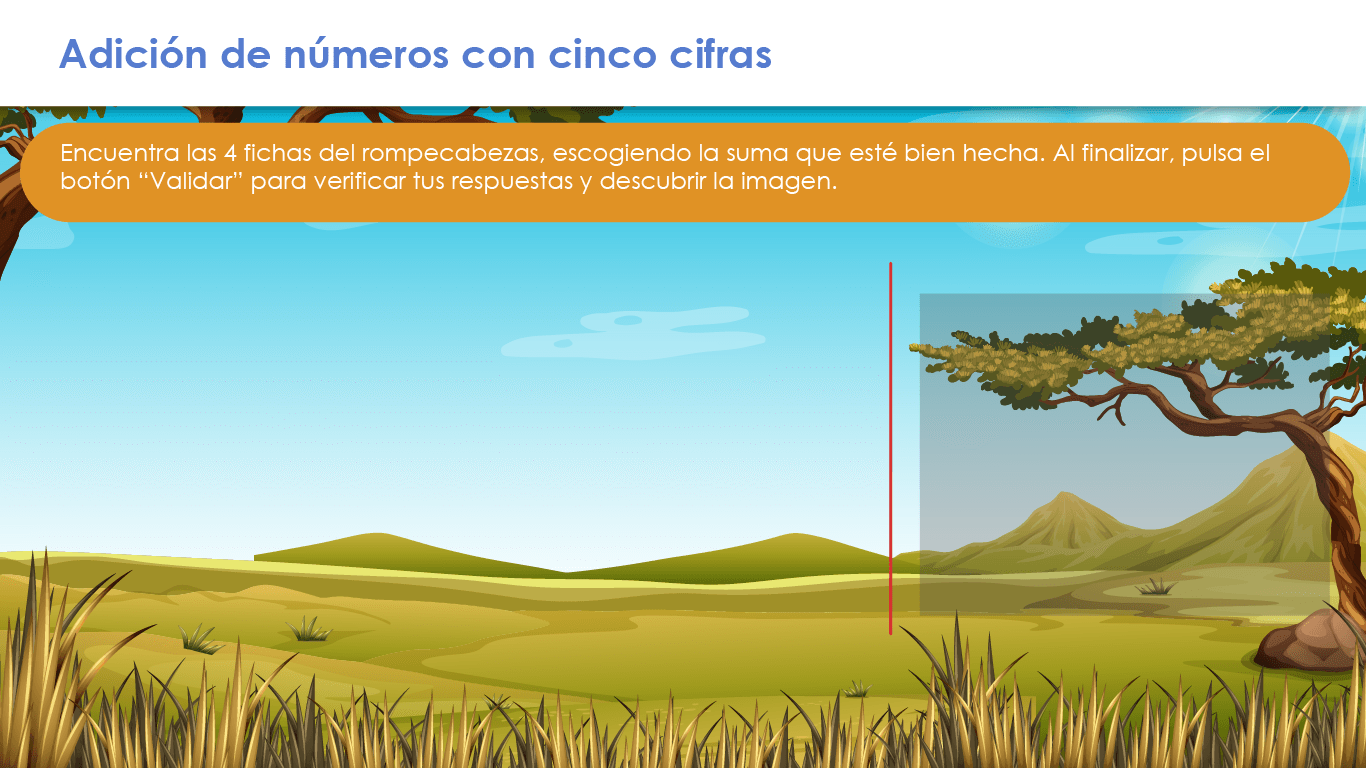 Adición de números con cinco cifras
Encuentra las 4 fichas del rompecabezas, escogiendo la suma que esté bien hecha. Al finalizar, pulsa el
botón “Validar” para verificar tus respuestas y descubrir la imagen.